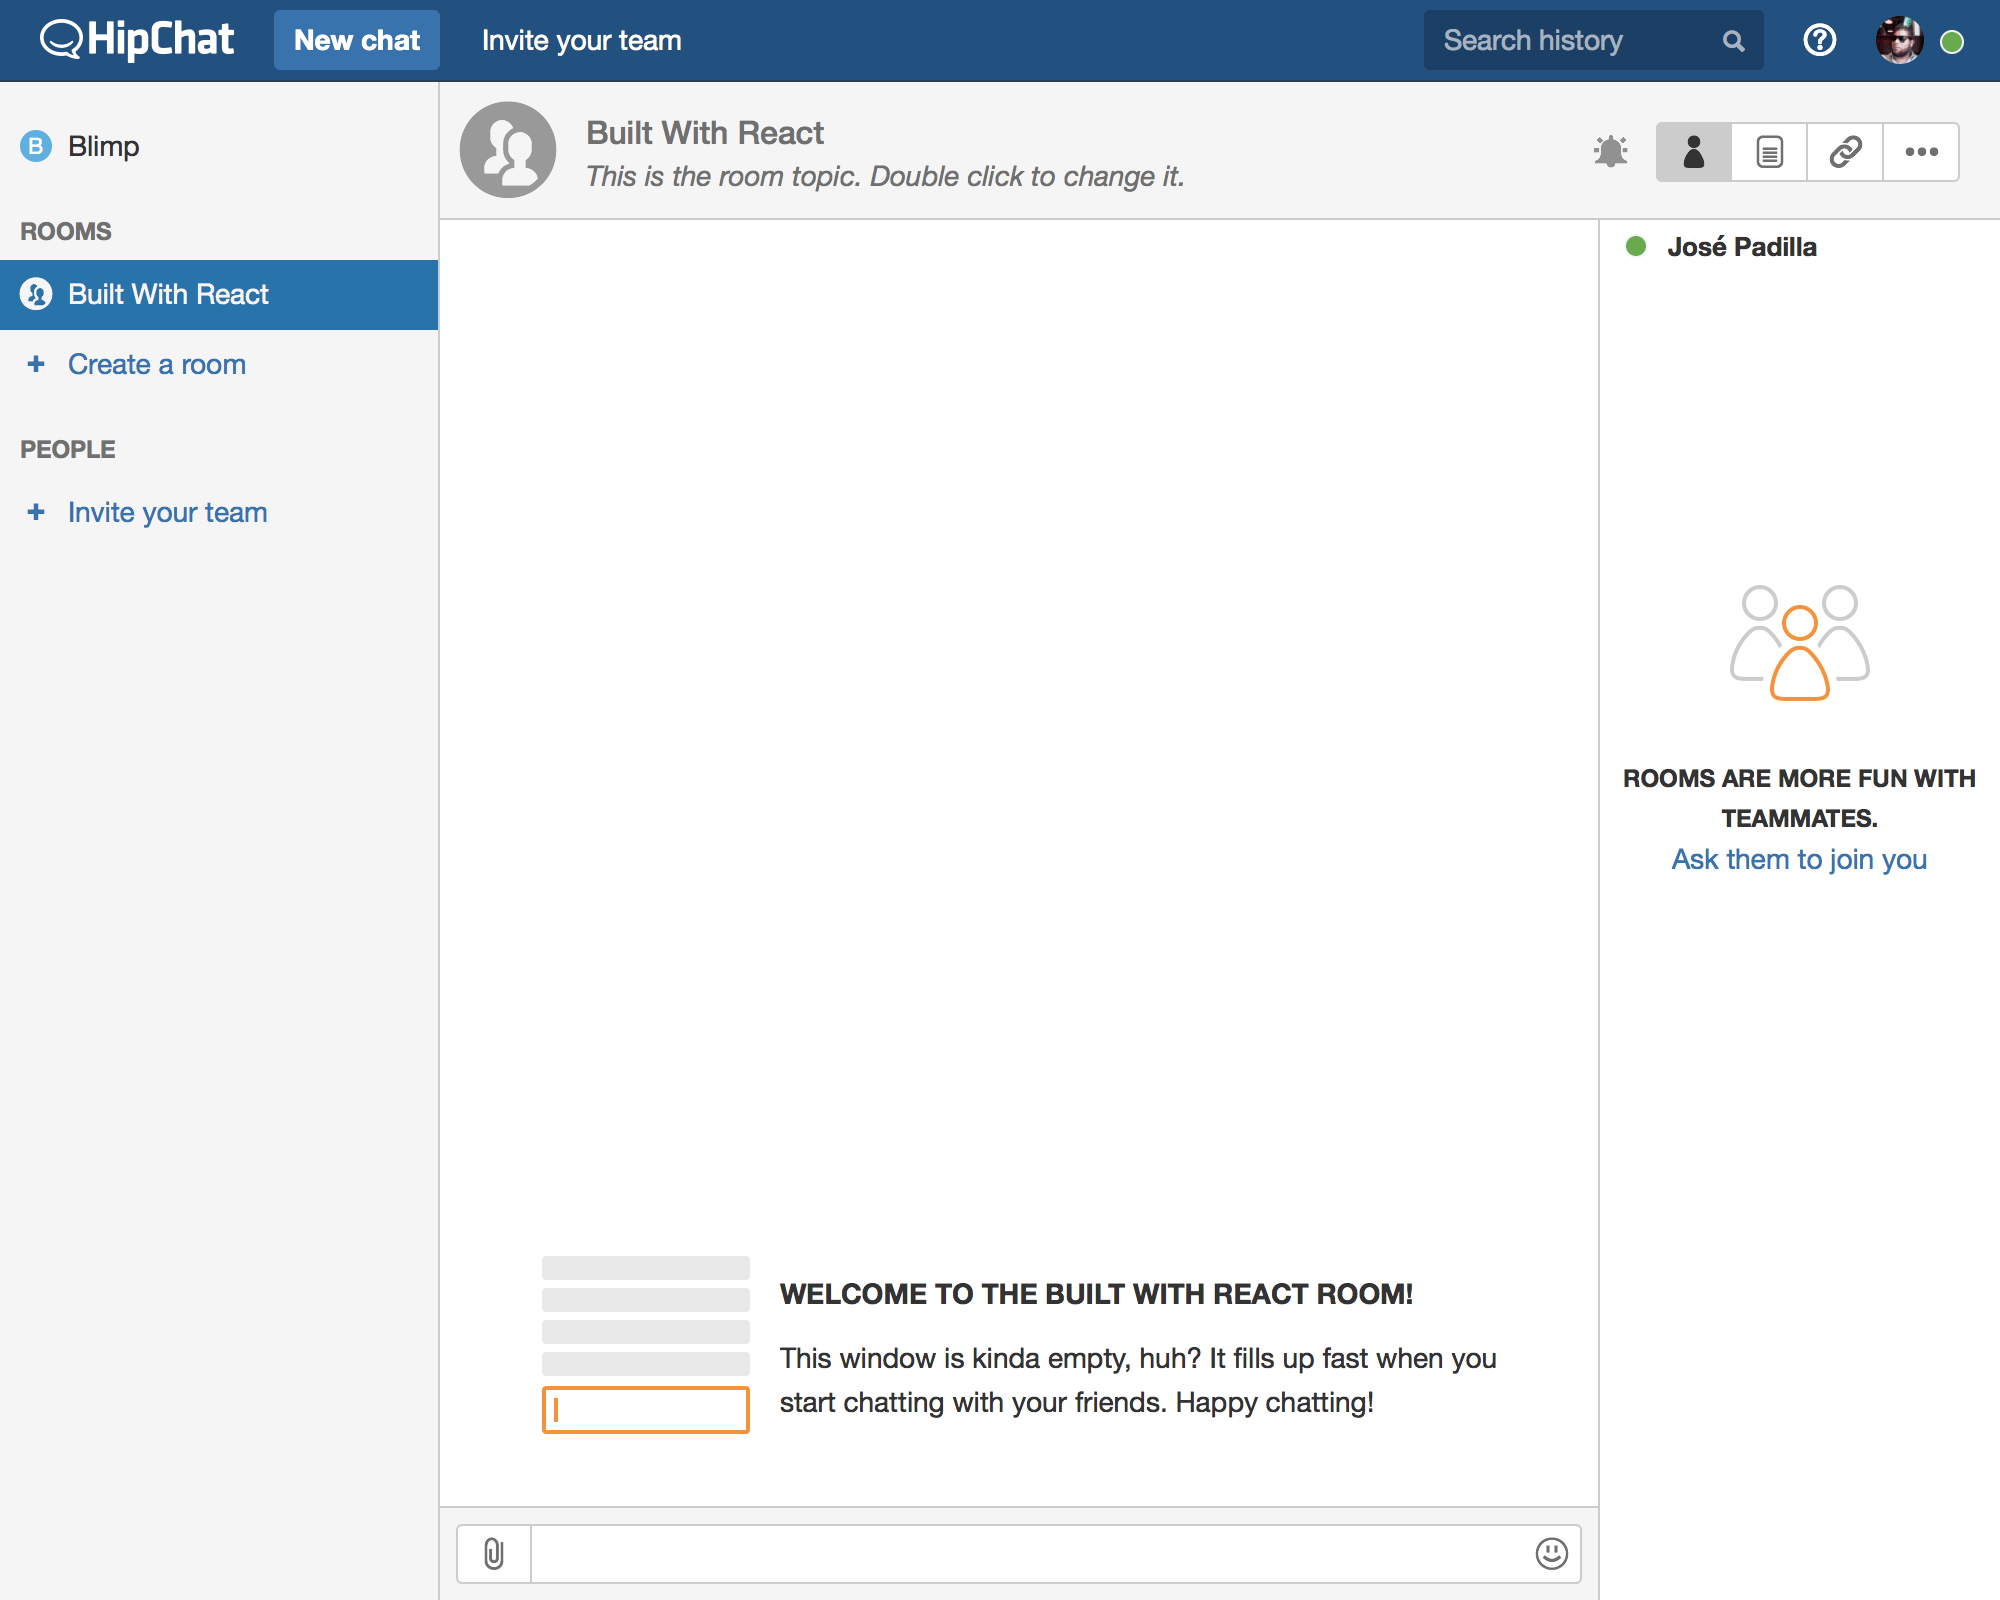 HipChat
New chat
Invite your team
Search history
B Blimp
ROOMS
Built With React
Create a room
PEOPLE
Invite your team
Built With React
This is the room topic. Double click to change it.
José Padilla
ROOMS ARE MORE FUN WITH
TEAMMATES.
Ask them to join you
WELCOME TO THE BUILT WITH REACT ROOM!
This window is kinda empty, huh? It fills up fast when you
start chatting with your friends. Happy chatting!